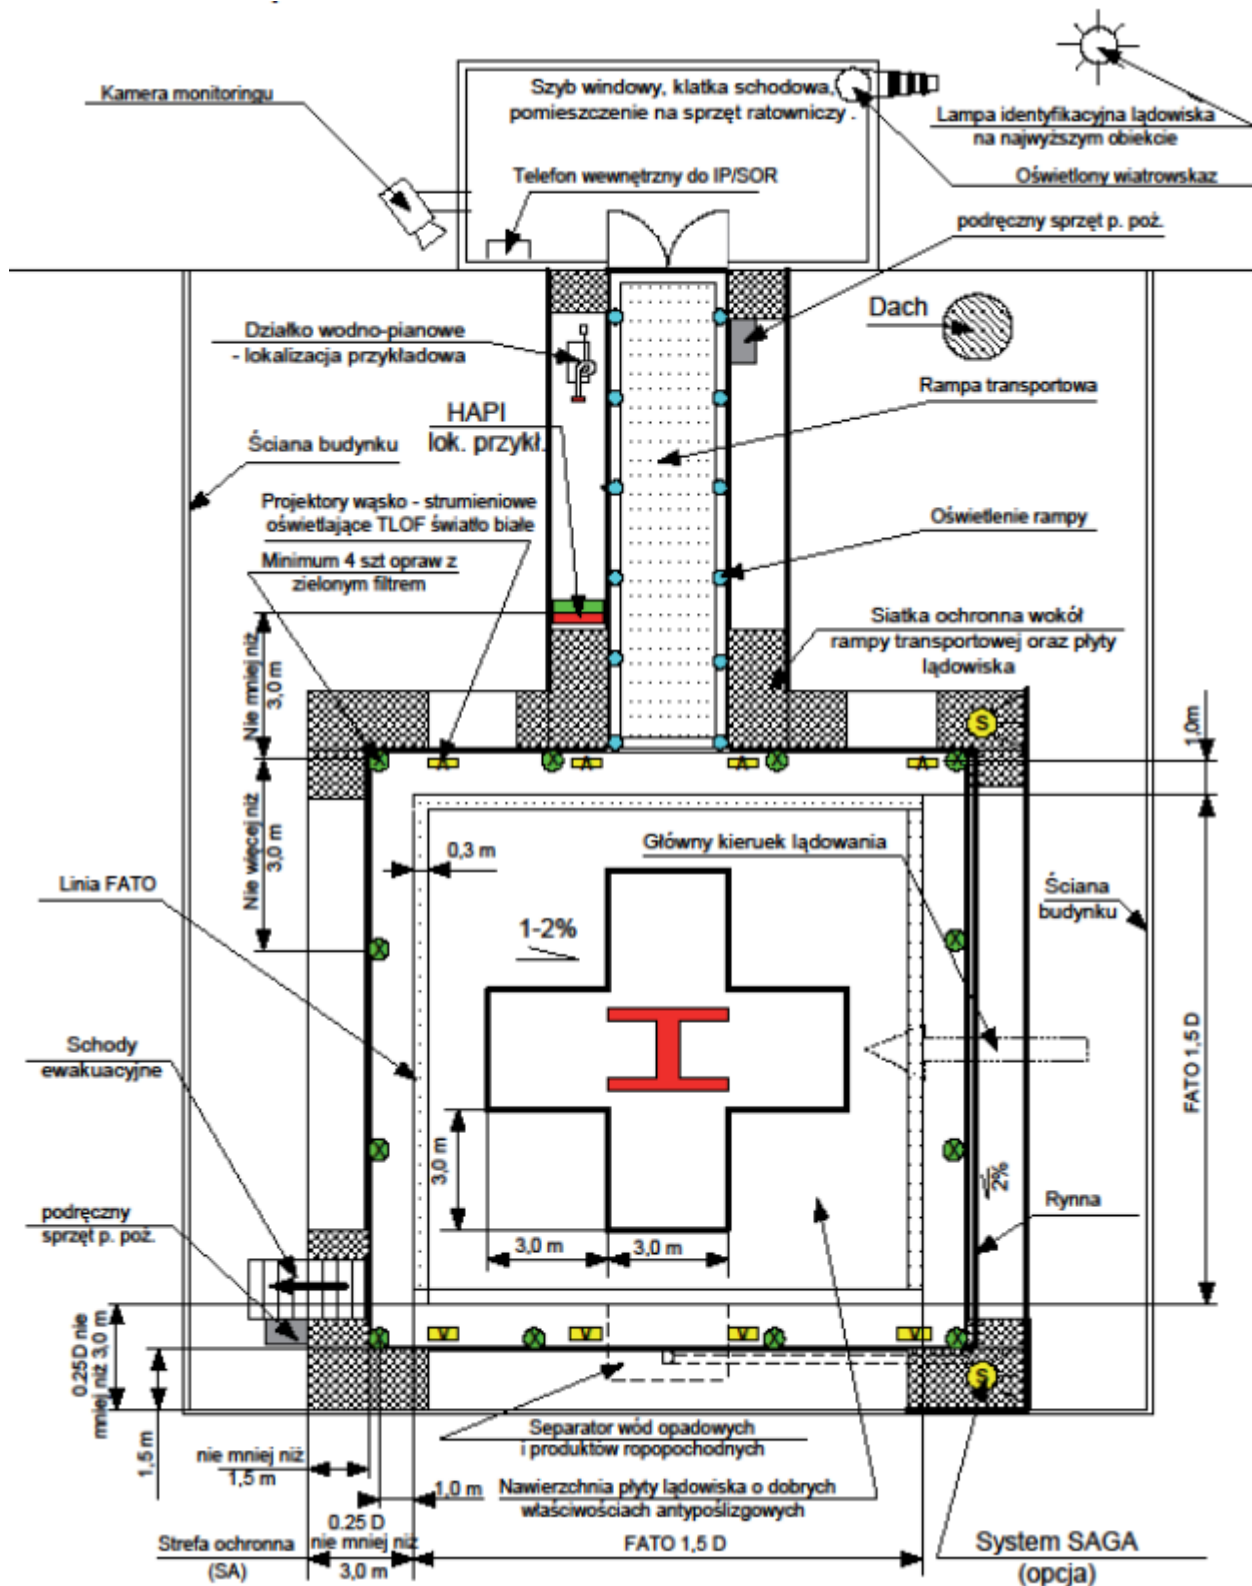 Szyb windowy, klatka schodowa,
pomieszczenie na sprzęt ratowniczy .
Kamera monitoringu
Lampa identyfikacyjna lądowiska
na najwyższym obiekcie
Telefon wewnętrzny do IP/SOR
Oświetlony wiatrowskaz
podręczny sprzęt p. poż.
Dach
Działko wodno-pianowe
- lokalizacja przykładowa
Rampa transportowa
HAPI
lok. przykł.
Ściana budynku
Projektory wąsko - strumieniowe
oświetlające TLOF światło białe
Oświetlenie rampy
Minimum 4 szt opraw z
zielonym filtrem
Siatka ochronna wokół
rampy transportowej oraz płyty
lądowiska
Nie mniej niż
3,0 m
S
1,0m
X X X X
A A A A
Nie więcej niż
3,0 m
Główny kieruek lądowania
0,3 m
Linia FATO
Ściana
budynku
1-2%
X X
H
Schody
ewakuacyjne
FATO 1,5 D
3,0 m
X X
2%
podręczny
sprzęt p. poż.
Rynna
3,0 m 3,0 m
0.25 D nie
mniej niż 3,0 m
X X X X
V V V V
S
1,5 m
Separator wód opadowych
i produktów ropopochodnych
nie mniej niż
1,5 m
1,0 m
Nawierzchnia płyty lądowiska o dobrych
właściwościach antypoślizgowych
Strefa ochronna
(SA)
0.25 D
nie mniej niż
3,0 m
FATO 1,5 D
System SAGA
(opcja)